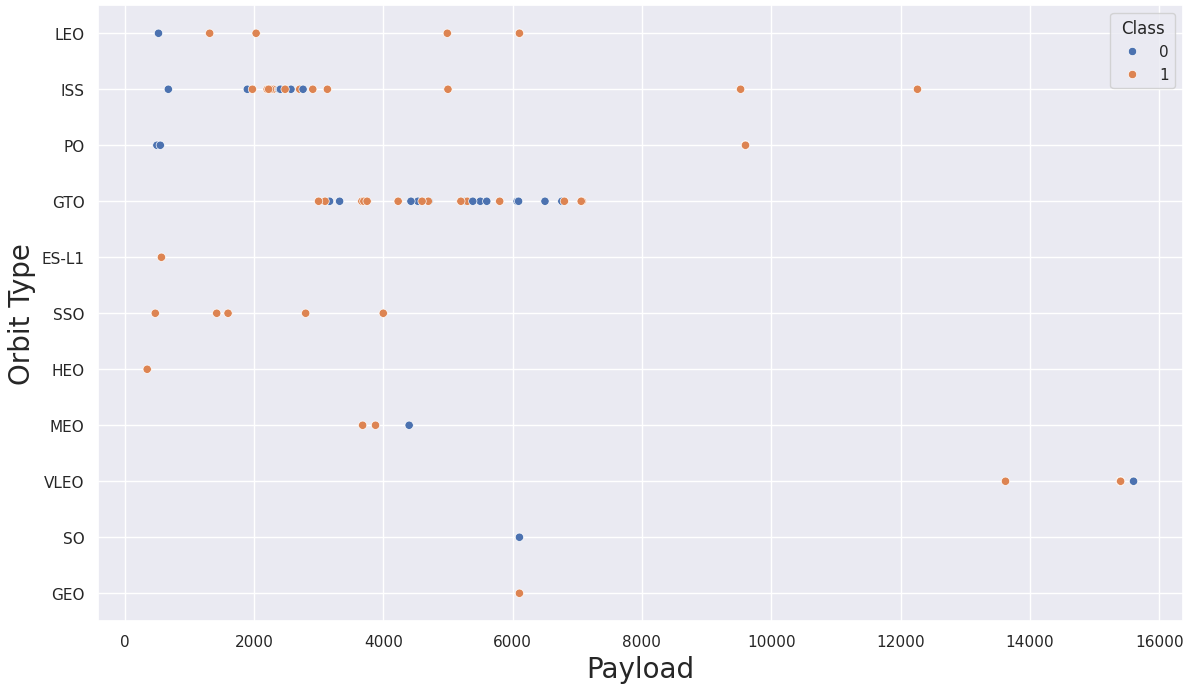 Class
0
1
LEO
ISS
PO
GTO
ES-L1
SSO
HEO
MEO
VLEO
SO
GEO
Orbit Type
0 2000 4000 6000 8000 10000 12000 14000 16000
Payload